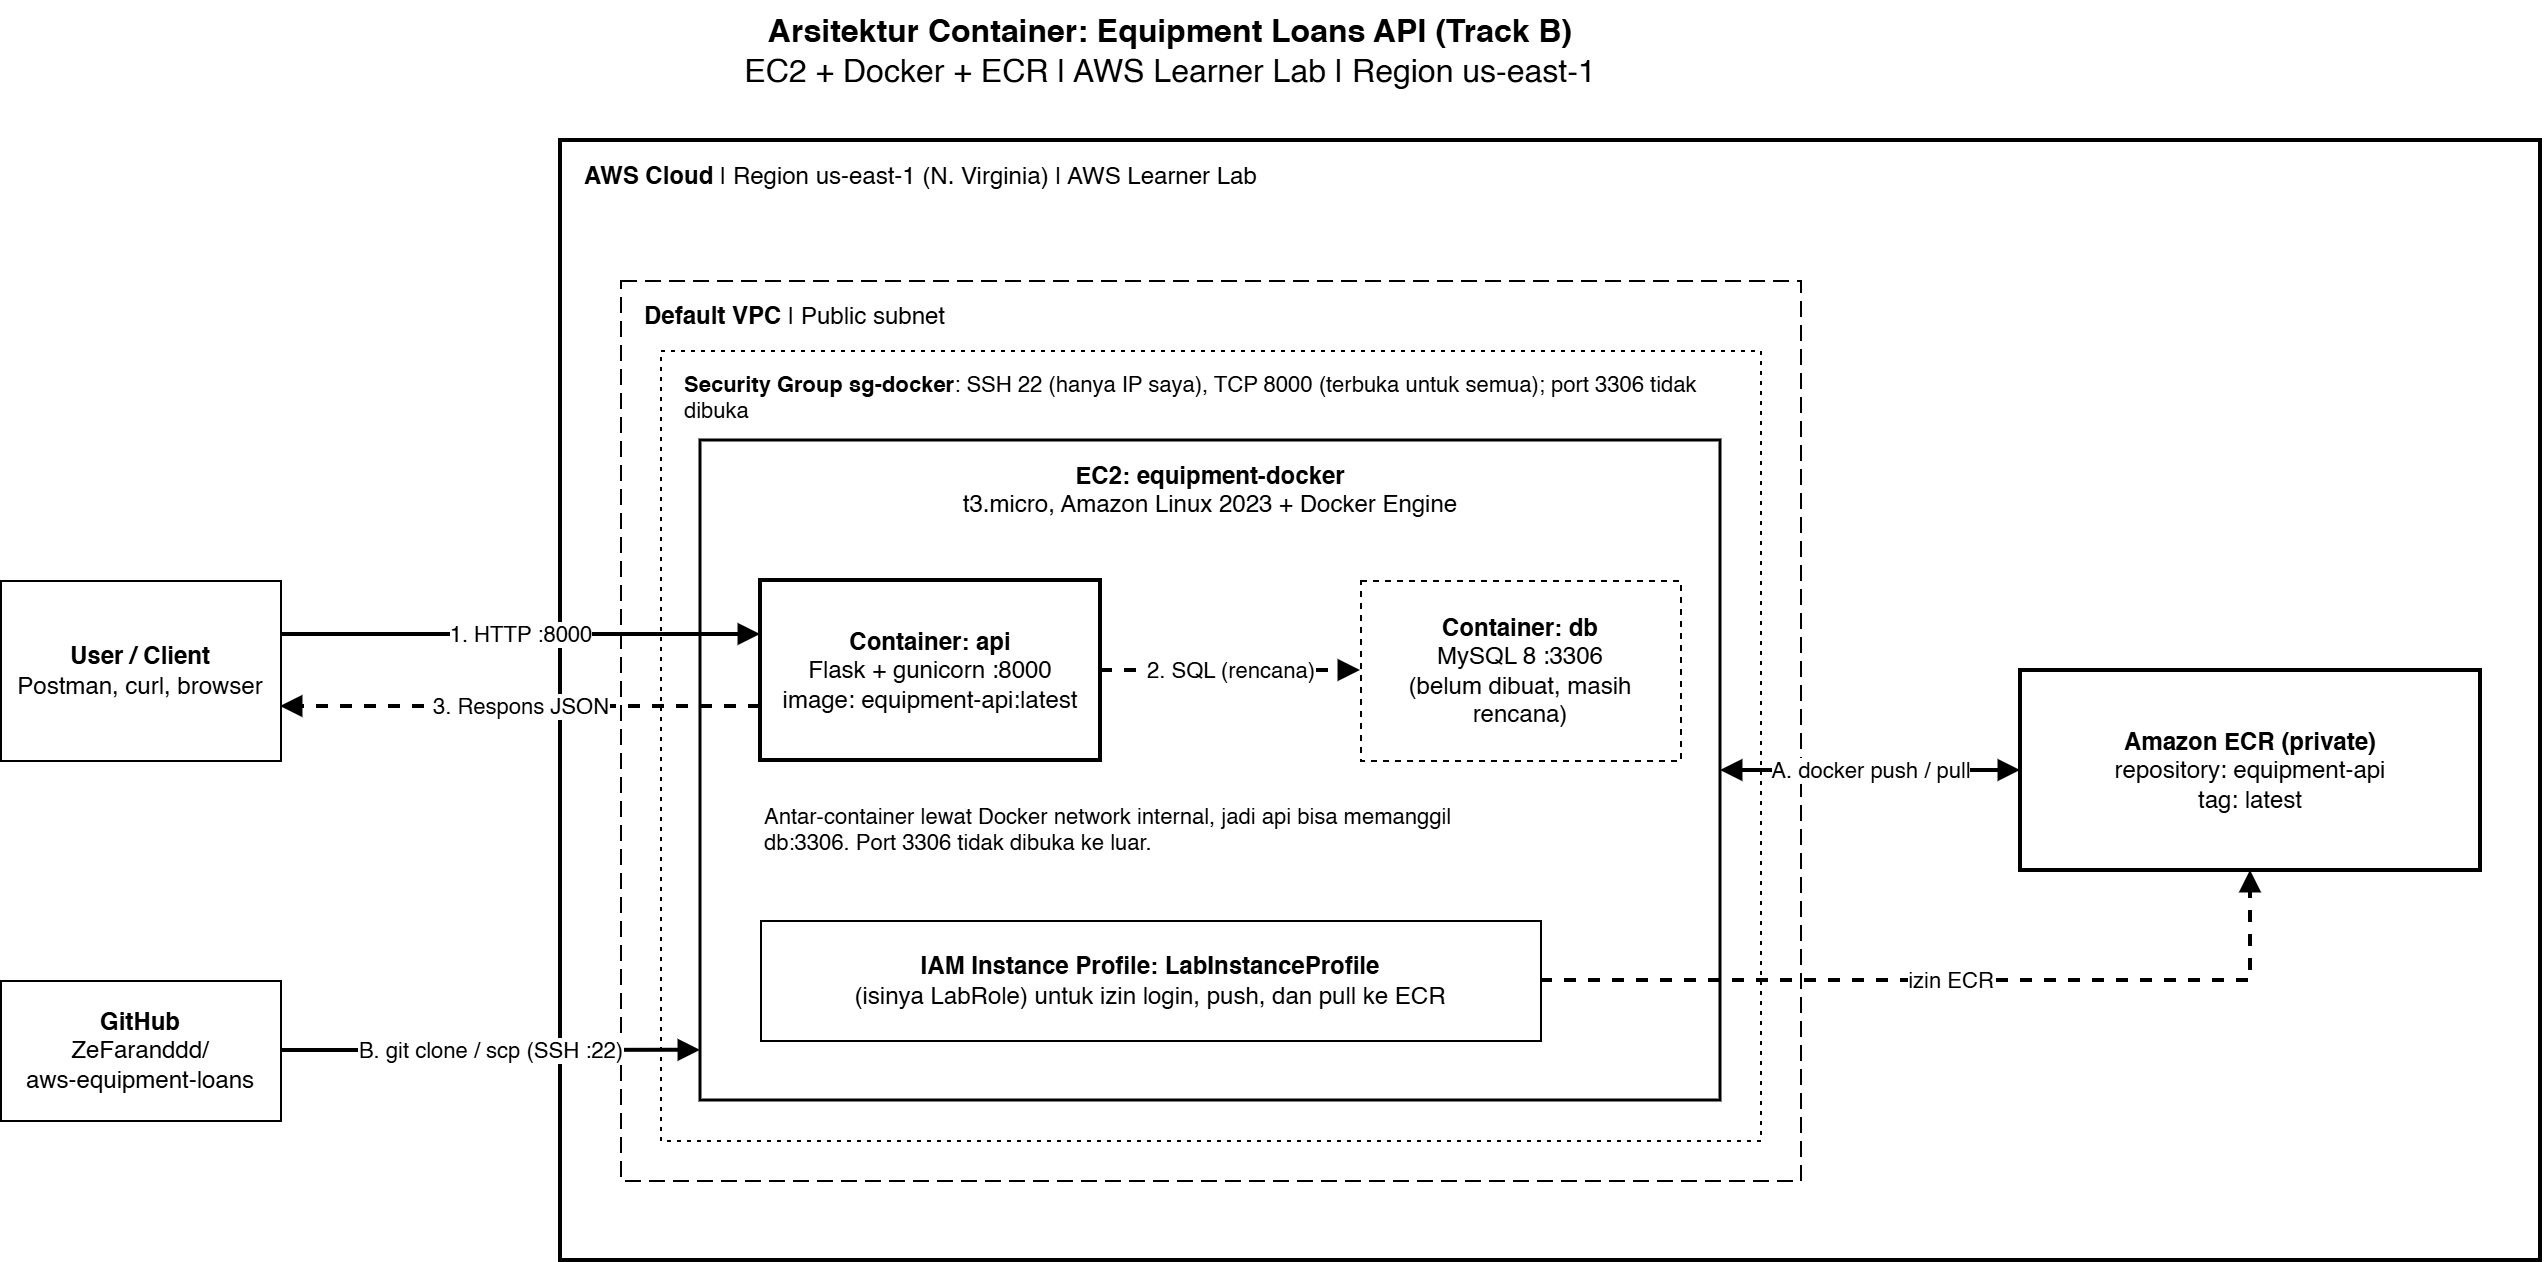 Arsitektur Container: Equipment Loans API (Track B)
EC2 + Docker + ECR | AWS Learner Lab | Region us-east-1
AWS Cloud | Region us-east-1 (N. Virginia) | AWS Learner Lab
Default VPC | Public subnet
Security Group sg-docker: SSH 22 (hanya IP saya), TCP 8000 (terbuka untuk semua); port 3306 tidak
dibuka
EC2: equipment-docker
t3.micro, Amazon Linux 2023 + Docker Engine
User / Client
Postman, curl, browser
1. HTTP :8000
3. Respons JSON
Container: api
Flask + gunicorn :8000
image: equipment-api:latest
2. SQL (rencana)
Container: db
MySQL 8 :3306
(belum dibuat, masih
rencana)
A. docker push / pull
Amazon ECR (private)
repository: equipment-api
tag: latest
Antar-container lewat Docker network internal, jadi api bisa memanggil
db:3306. Port 3306 tidak dibuka ke luar.
IAM Instance Profile: LabInstanceProfile
(isinya LabRole) untuk izin login, push, dan pull ke ECR
izin ECR
GitHub
ZeFaranddd/
aws-equipment-loans
B. git clone / scp (SSH :22)